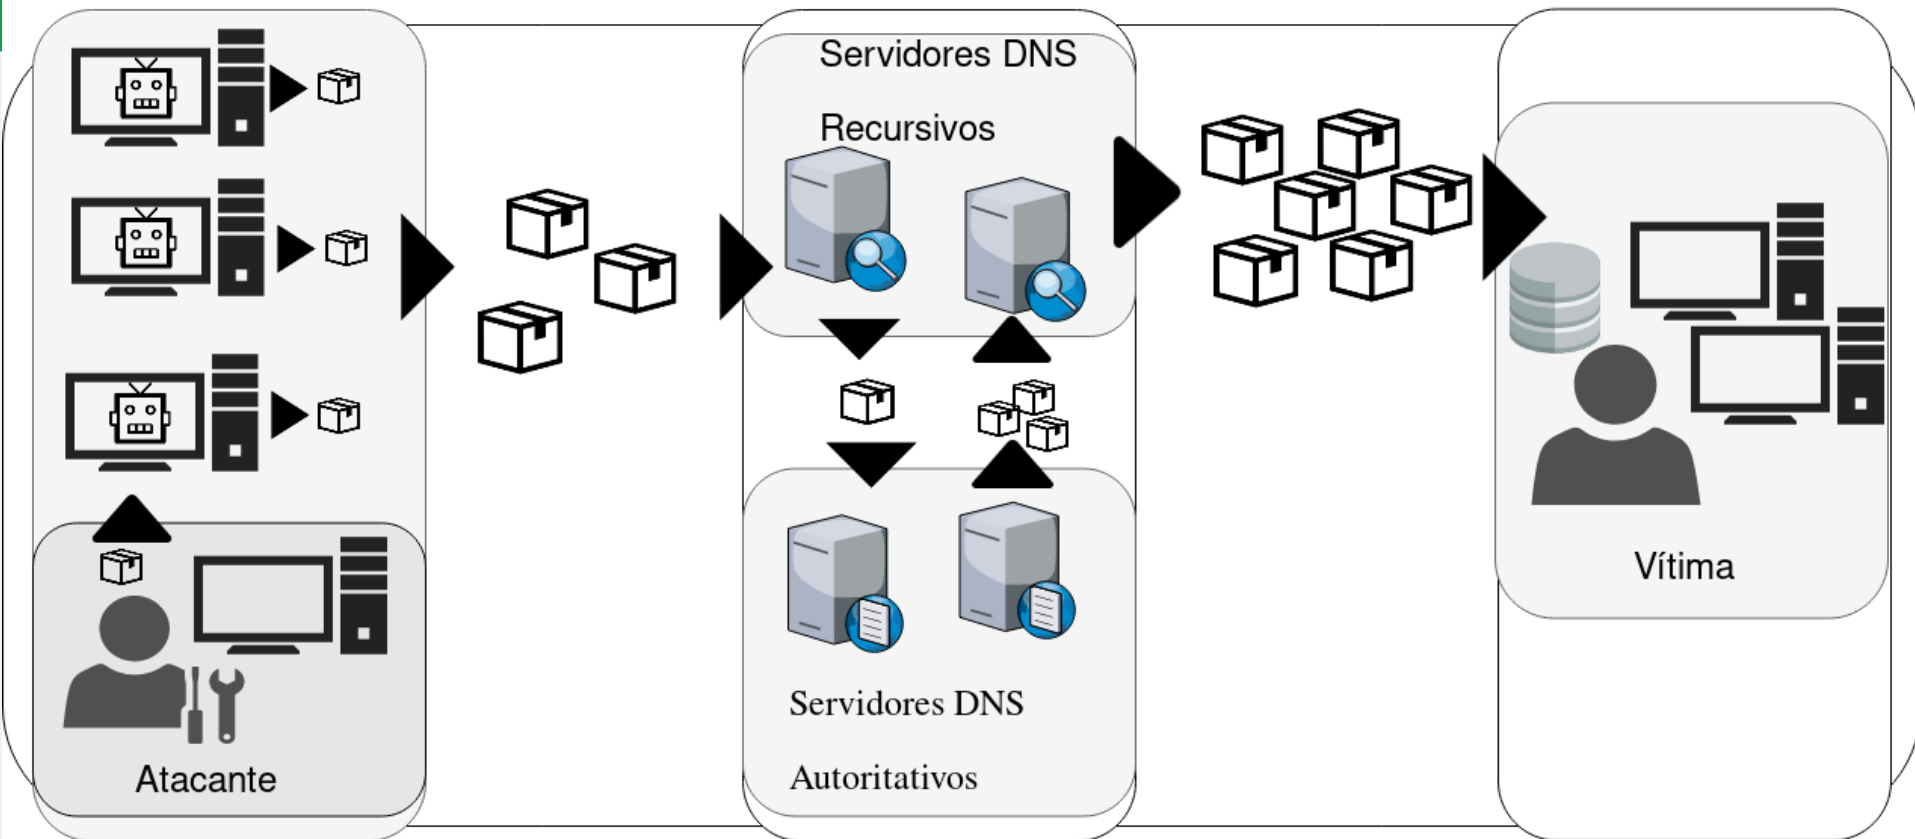 Servidores DNS
Recursivos
Servidores DNS
Autoritativos
Atacante
Vítima